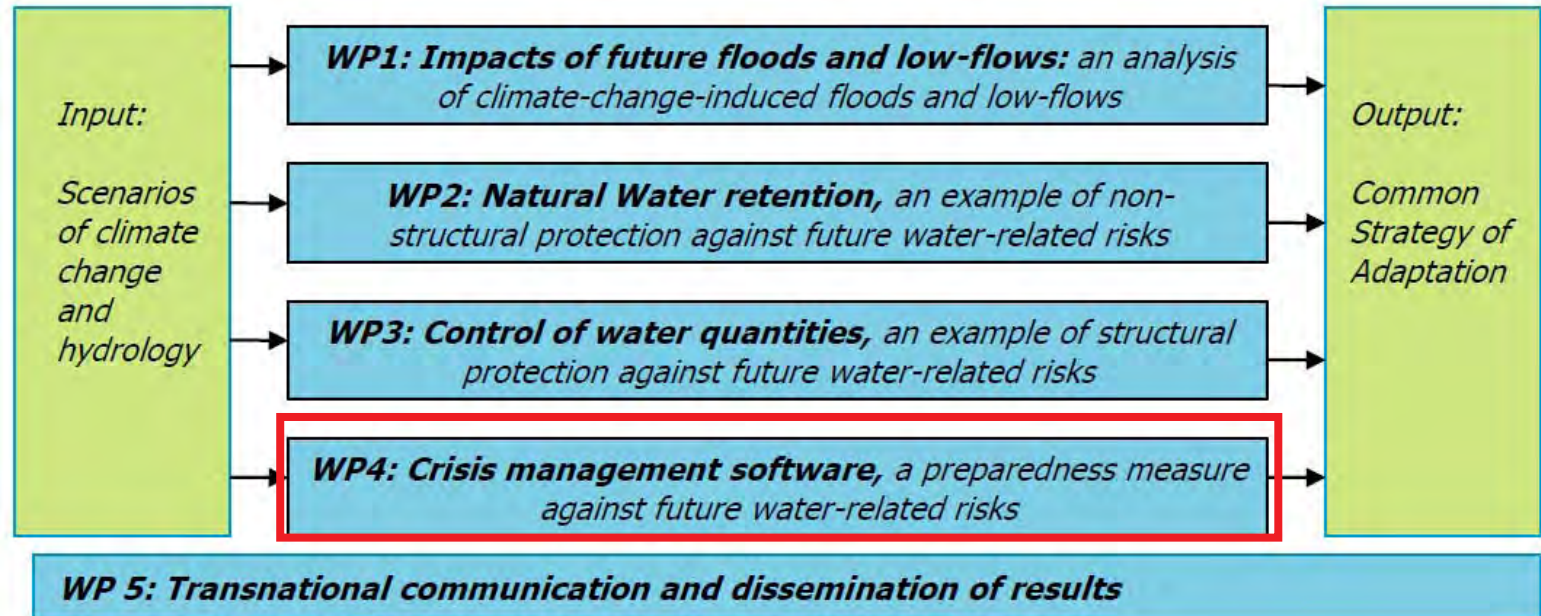 Input:
Scenarios
of climate
change
and
hydrology
WP1: Impacts of future floods and low-flows: an analysis
of climate-change-induced floods and low-flows
WP2: Natural Water retention, an example of non-
structural protection against future water-related risks
WP3: Control of water quantities, an example of structural
protection against future water-related risks
WP4: Crisis management software, a preparedness measure
against future water-related risks
Output:
Common
Strategy of
Adaptation
WP 5: Transnational communication and dissemination of results